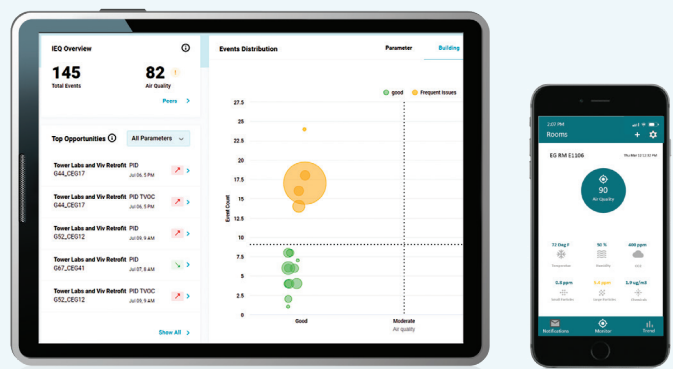 IEQ Overview
145
Total Events
82
Air Quality
Peers >
Top Opportunities
All Parameters
Tower Labs and Viv Retrofit PID
G44_CEG17 Jul 06, 5 PM
Tower Labs and Viv Retrofit PID TVOC
G44_CEG17 Jul 06, 5 PM
Tower Labs and Viv Retrofit PID
G52_CEG12 Jul 09, 9 AM
Tower Labs and Viv Retrofit PID
G67_CEG41 Jul 07, 8 AM
Tower Labs and Viv Retrofit PID TVOC
G52_CEG12 Jul 09, 9 AM
Show All >
Events Distribution
Parameter
Building
good
Frequent Issues
Event Count
27.5
25
22.5
20
17.5
15
12.5
10
7.5
5
2.5
0
Good
Moderate
Air quality
2:07 PM
Rooms
EG RM E1106
90
Air Quality
72 Deg F
400 ppm
Notifications
Monitor
Trend